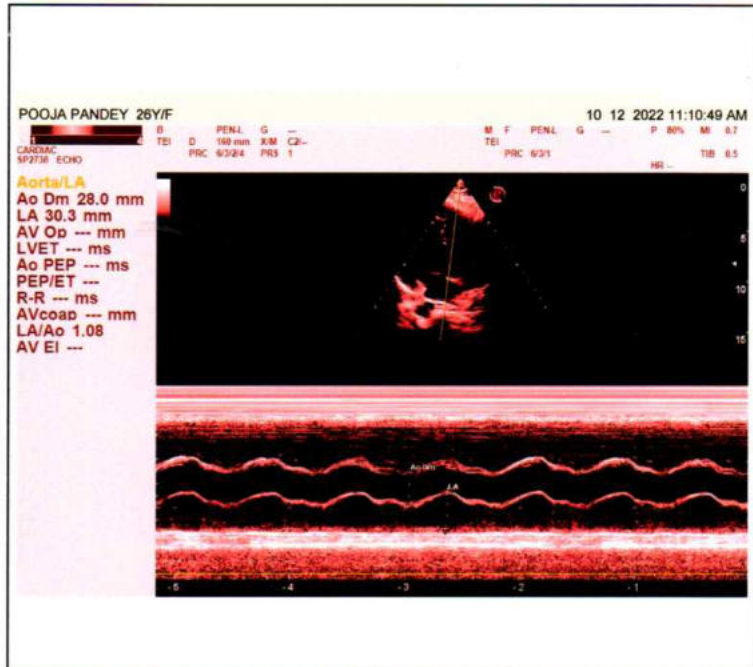 POOJA PANDEY 26Y/F 10 12 2022 11:10:49 AM
B PEN-L G --- M F PEN-L G --- P 80% MI 0.7
TEI D 160 mm X/M TEI
PRC 6/3/2/4 PRS 1 PRC 6/3/1 TIB 0.5
HR --
CARDIAC
SP2730 ECHO
Aorta/LA
Ao Dm 28.0 mm
LA 30.3 mm
AV Op --- mm
LVET --- ms
Ao PEP --- ms
PEP/ET ---
R-R --- ms
AVcoap --- mm
LA/Ao 1.08
AV EI ---
0
5
10
15
Ao Dm
LA
-5 -4 -3 -2 -1